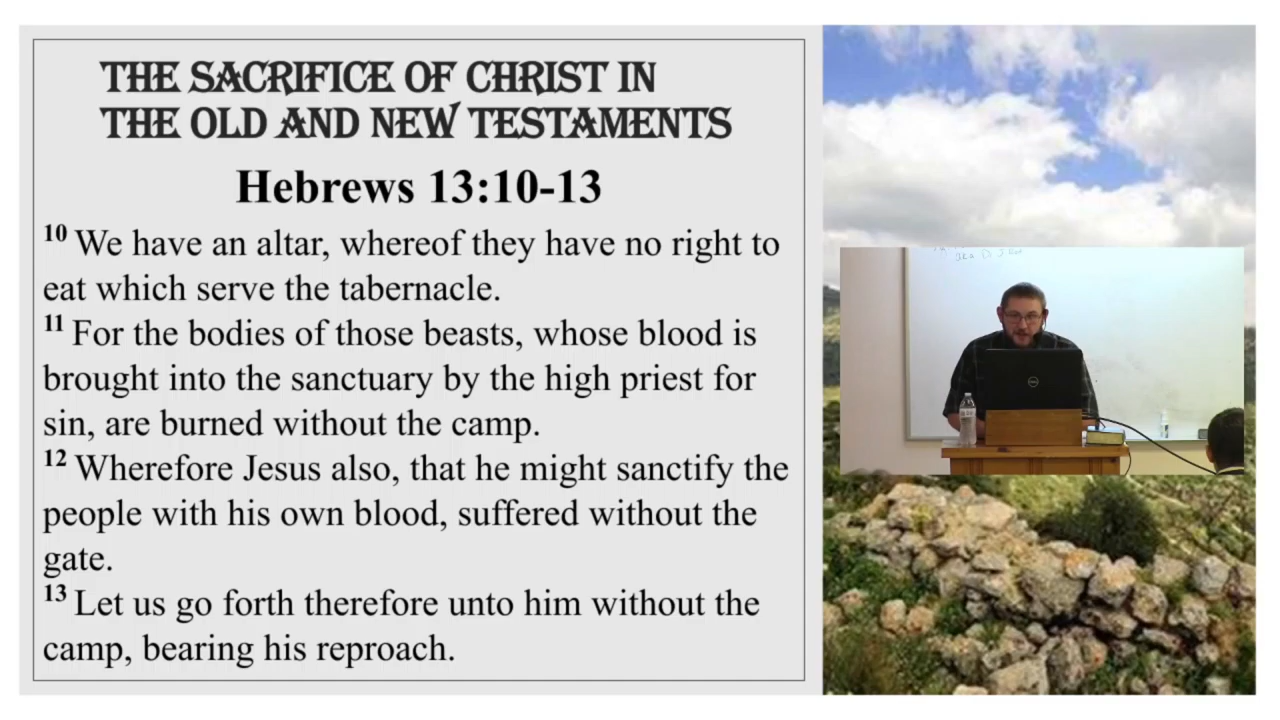 THE SACRIFICE OF CHRIST IN
THE OLD AND NEW TESTAMENTS
Hebrews 13:10-13
10 We have an altar, whereof they have no right to
eat which serve the tabernacle.
11 For the bodies of those beasts, whose blood is
brought into the sanctuary by the high priest for
sin, are burned without the camp.
12 Wherefore Jesus also, that he might sanctify the
people with his own blood, suffered without the
gate.
13 Let us go forth therefore unto him without the
camp, bearing his reproach.
DELL